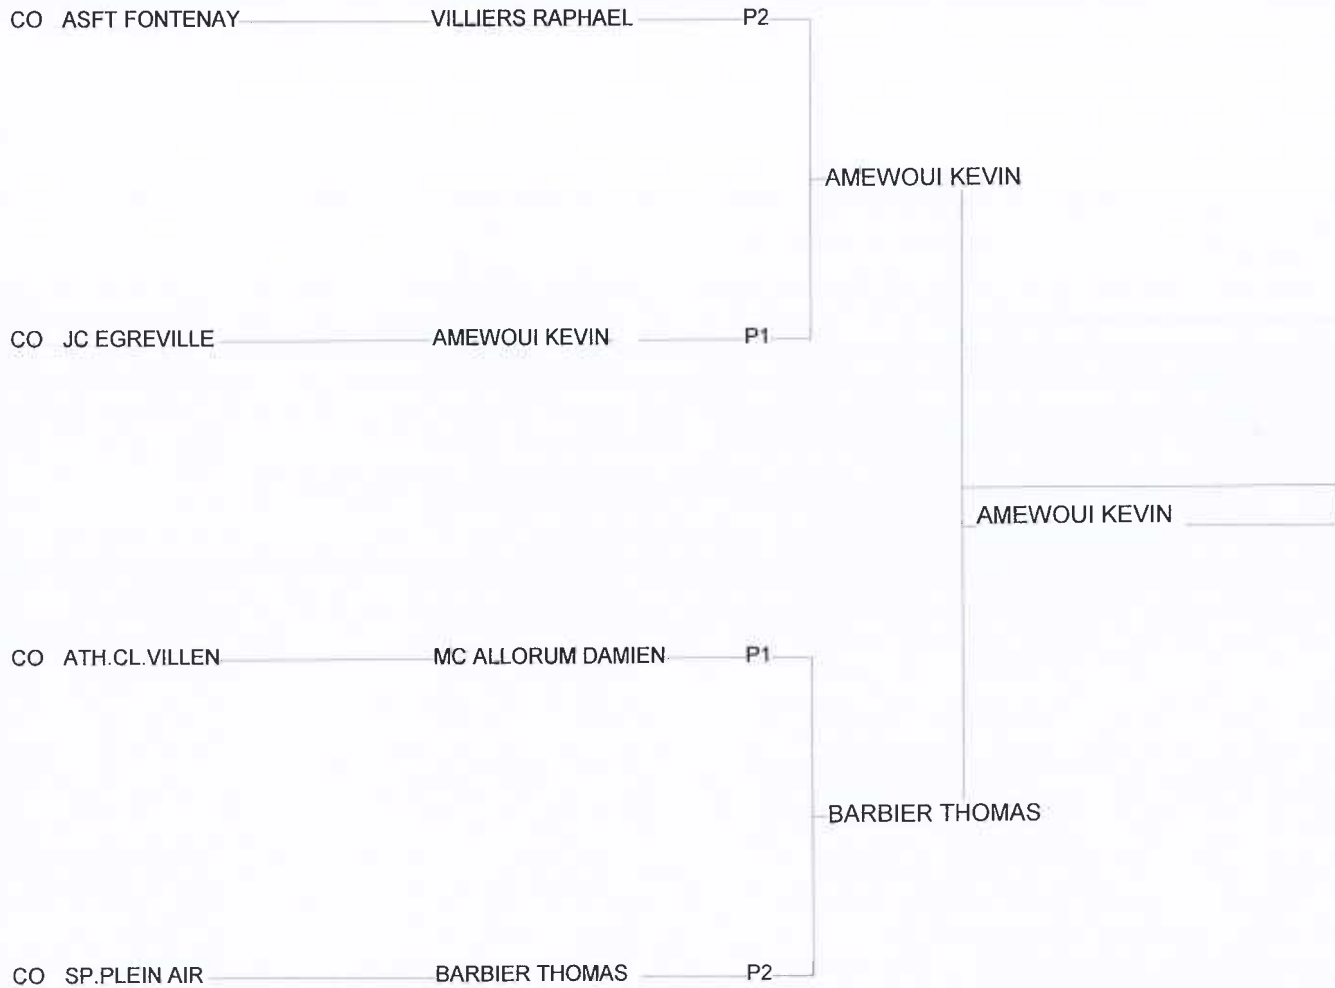 CO ASFT FONTENAY VILLIERS RAPHAEL P2
AMEWOUI KEVIN
CO JC EGREVILLE AMEWOUI KEVIN P1
AMEWOUI KEVIN
CO ATH.CL.VILLEN MC ALLORUM DAMIEN P1
BARBIER THOMAS
CO SP.PLEIN AIR BARBIER THOMAS P2